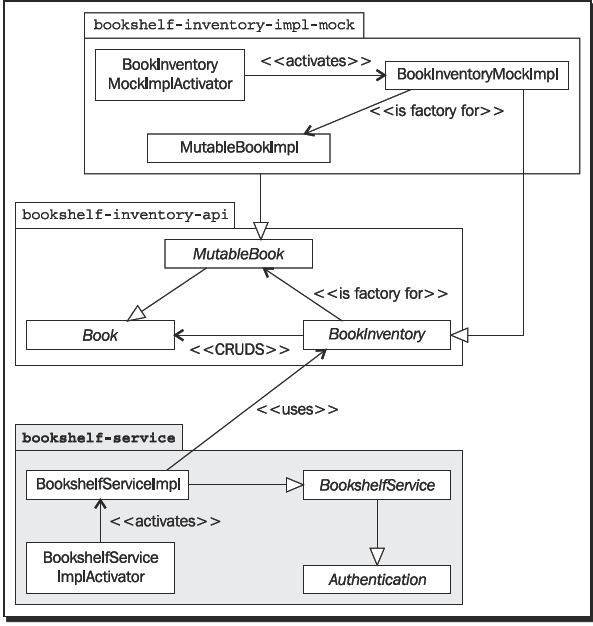 bookshelf-inventory-impl-mock
BookInventory
MockImplActivator
<<activates>>
BookInventoryMockImpl
<<is factory for>>
MutableBookImpl
bookshelf-inventory-api
MutableBook
<<is factory for>>
Book
<<CRUDS>>
BookInventory
<<uses>>
bookshelf-service
BookshelfServiceImpl
BookshelfService
<<activates>>
BookshelfService
ImplActivator
Authentication